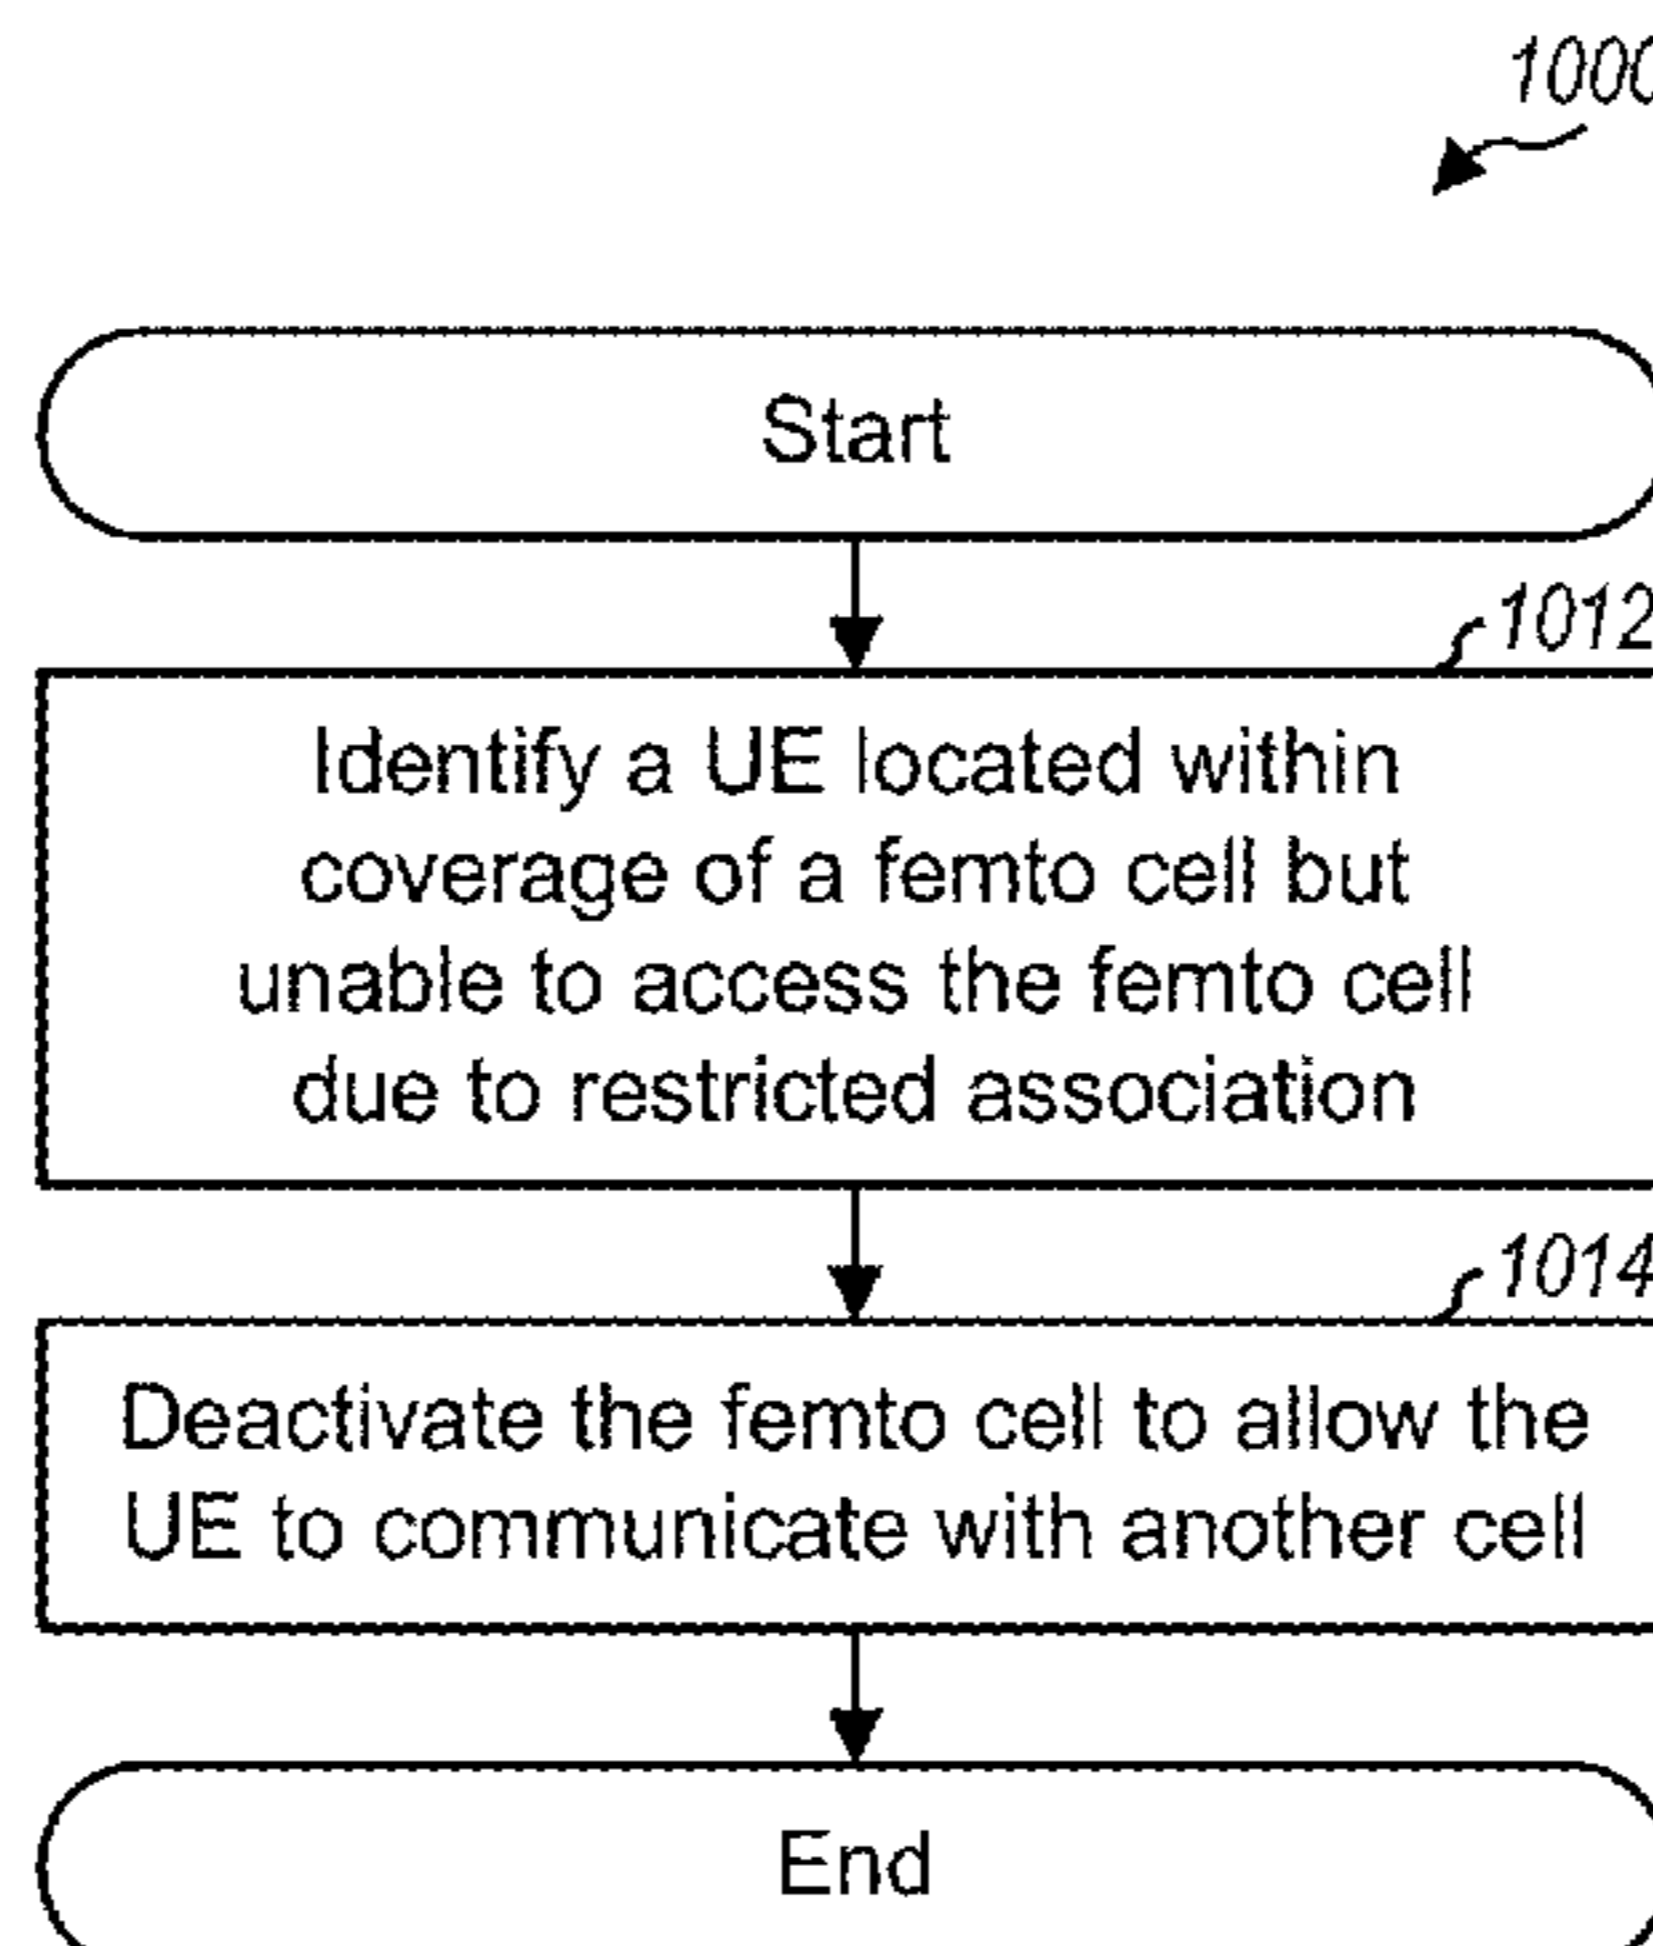 1000
Start
1012
Identify a UE located within
coverage of a femto cell but
unable to access the femto cell
due to restricted association
1014
Deactivate the femto cell to allow the
UE to communicate with another cell
End